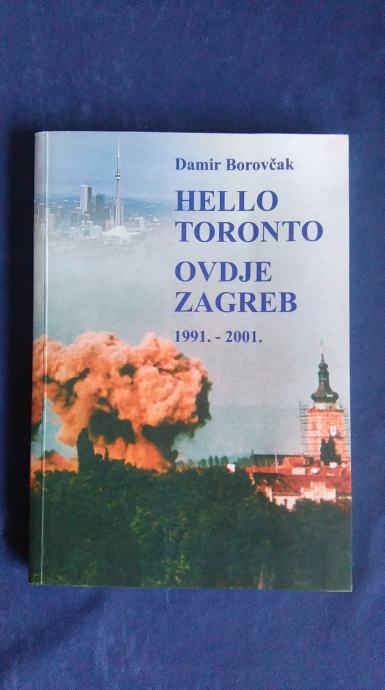 Damir Borovčak
HELLO
TORONTO
OVDJE
ZAGREB
1991. - 2001.